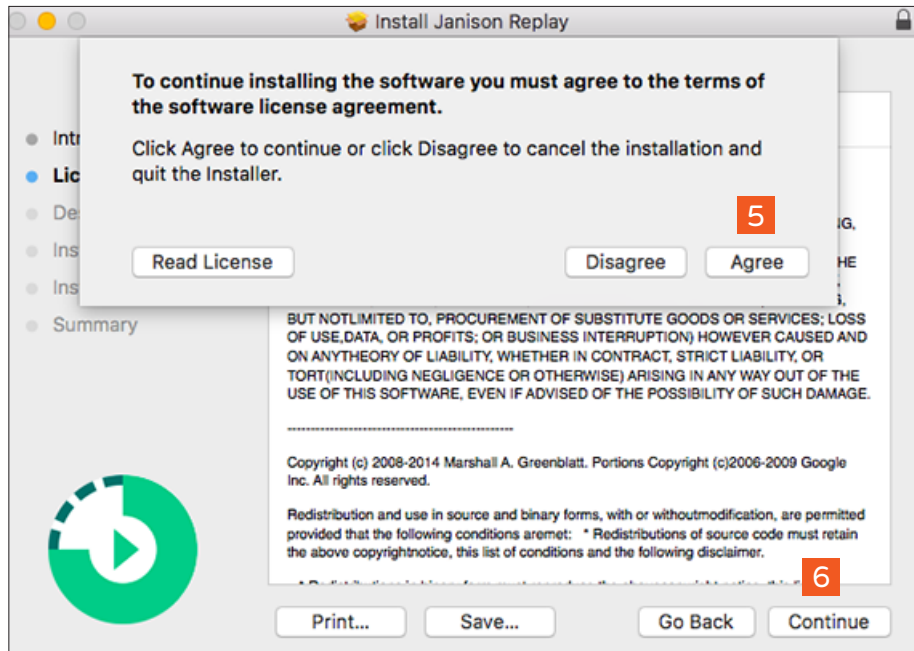 Install Janison Replay
To continue installing the software you must agree to the terms of
the software license agreement.
Click Agree to continue or click Disagree to cancel the installation and
quit the Installer.
5
Read License
Disagree
Agree
Summary
BUT NOTLIMITED TO, PROCUREMENT OF SUBSTITUTE GOODS OR SERVICES; LOSS
OF USE,DATA, OR PROFITS; OR BUSINESS INTERRUPTION) HOWEVER CAUSED AND
ON ANYTHEORY OF LIABILITY, WHETHER IN CONTRACT, STRICT LIABILITY, OR
TORT(INCLUDING NEGLIGENCE OR OTHERWISE) ARISING IN ANY WAY OUT OF THE
USE OF THIS SOFTWARE, EVEN IF ADVISED OF THE POSSIBILITY OF SUCH DAMAGE.
----------------------------------------------
Copyright (c) 2008-2014 Marshall A. Greenblatt. Portions Copyright (c)2006-2009 Google
Inc. All rights reserved.
Redistribution and use in source and binary forms, with or withoutmodification, are permitted
provided that the following conditions aremet: * Redistributions of source code must retain
the above copyrightnotice, this list of conditions and the following disclaimer.
6
Print...
Save...
Go Back
Continue